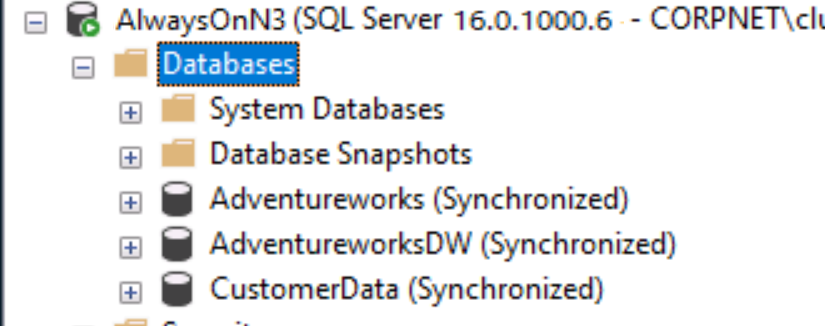 AlwaysOnN3 (SQL Server 16.0.1000.6 - CORPNET\clu
Databases
System Databases
Database Snapshots
Adventureworks (Synchronized)
AdventureworksDW (Synchronized)
CustomerData (Synchronized)